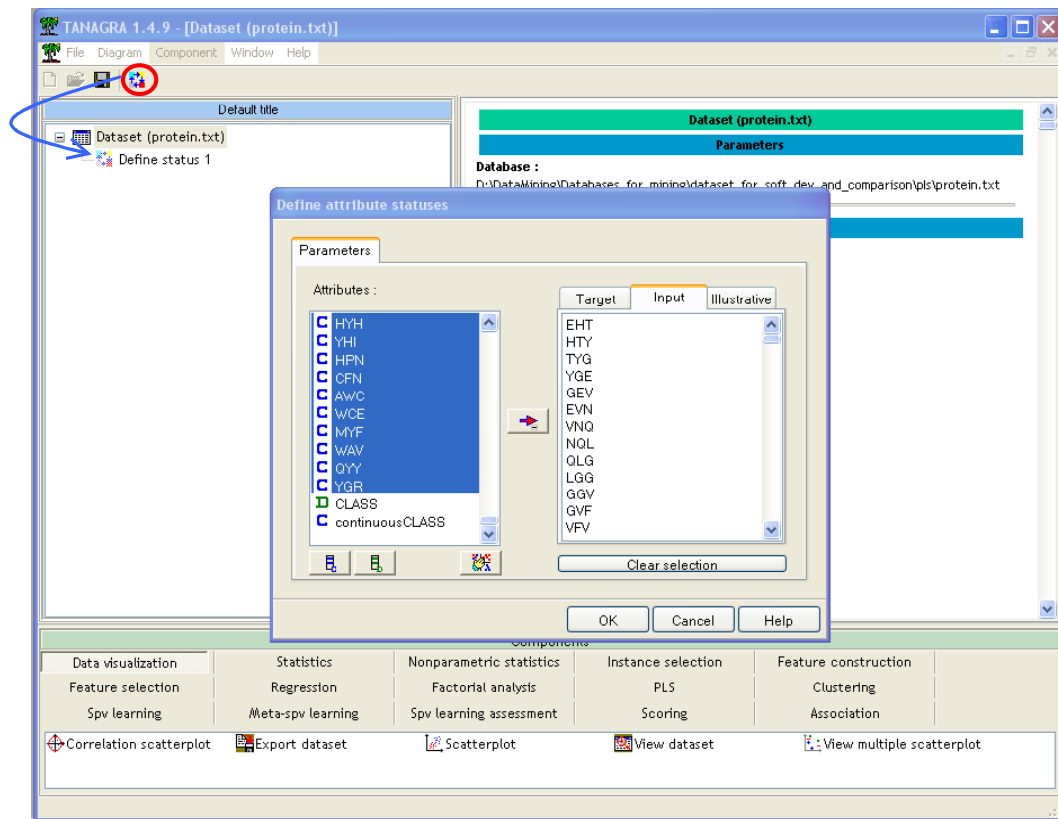 TANAGRA 1.4.9 - [Dataset (protein.txt)]
File Diagram Component Window Help
Default title
Dataset (protein.txt)
Define status 1
Dataset (protein.txt)
Parameters
Database :
D:\DataMining\Databases_for_mining\dataset_for_soft_dev_and_comparison\pls\protein.txt
Define attribute statuses
Parameters
Attributes :
C HYH
C YHI
C HPN
C CFN
C AWC
C WCE
C MYF
C WAV
C QYY
C YGR
D CLASS
C continuousCLASS
Target Input Illustrative
EHT
HTY
TYG
YGE
GEV
EVN
VNQ
NQL
QLG
LGG
GGV
GVF
VFV
Clear selection
OK Cancel Help
Components
Data visualization Statistics Nonparametric statistics Instance selection Feature construction
Feature selection Regression Factorial analysis PLS Clustering
Spv learning Meta-spv learning Spv learning assessment Scoring Association
Correlation scatterplot Export dataset Scatterplot View dataset View multiple scatterplot